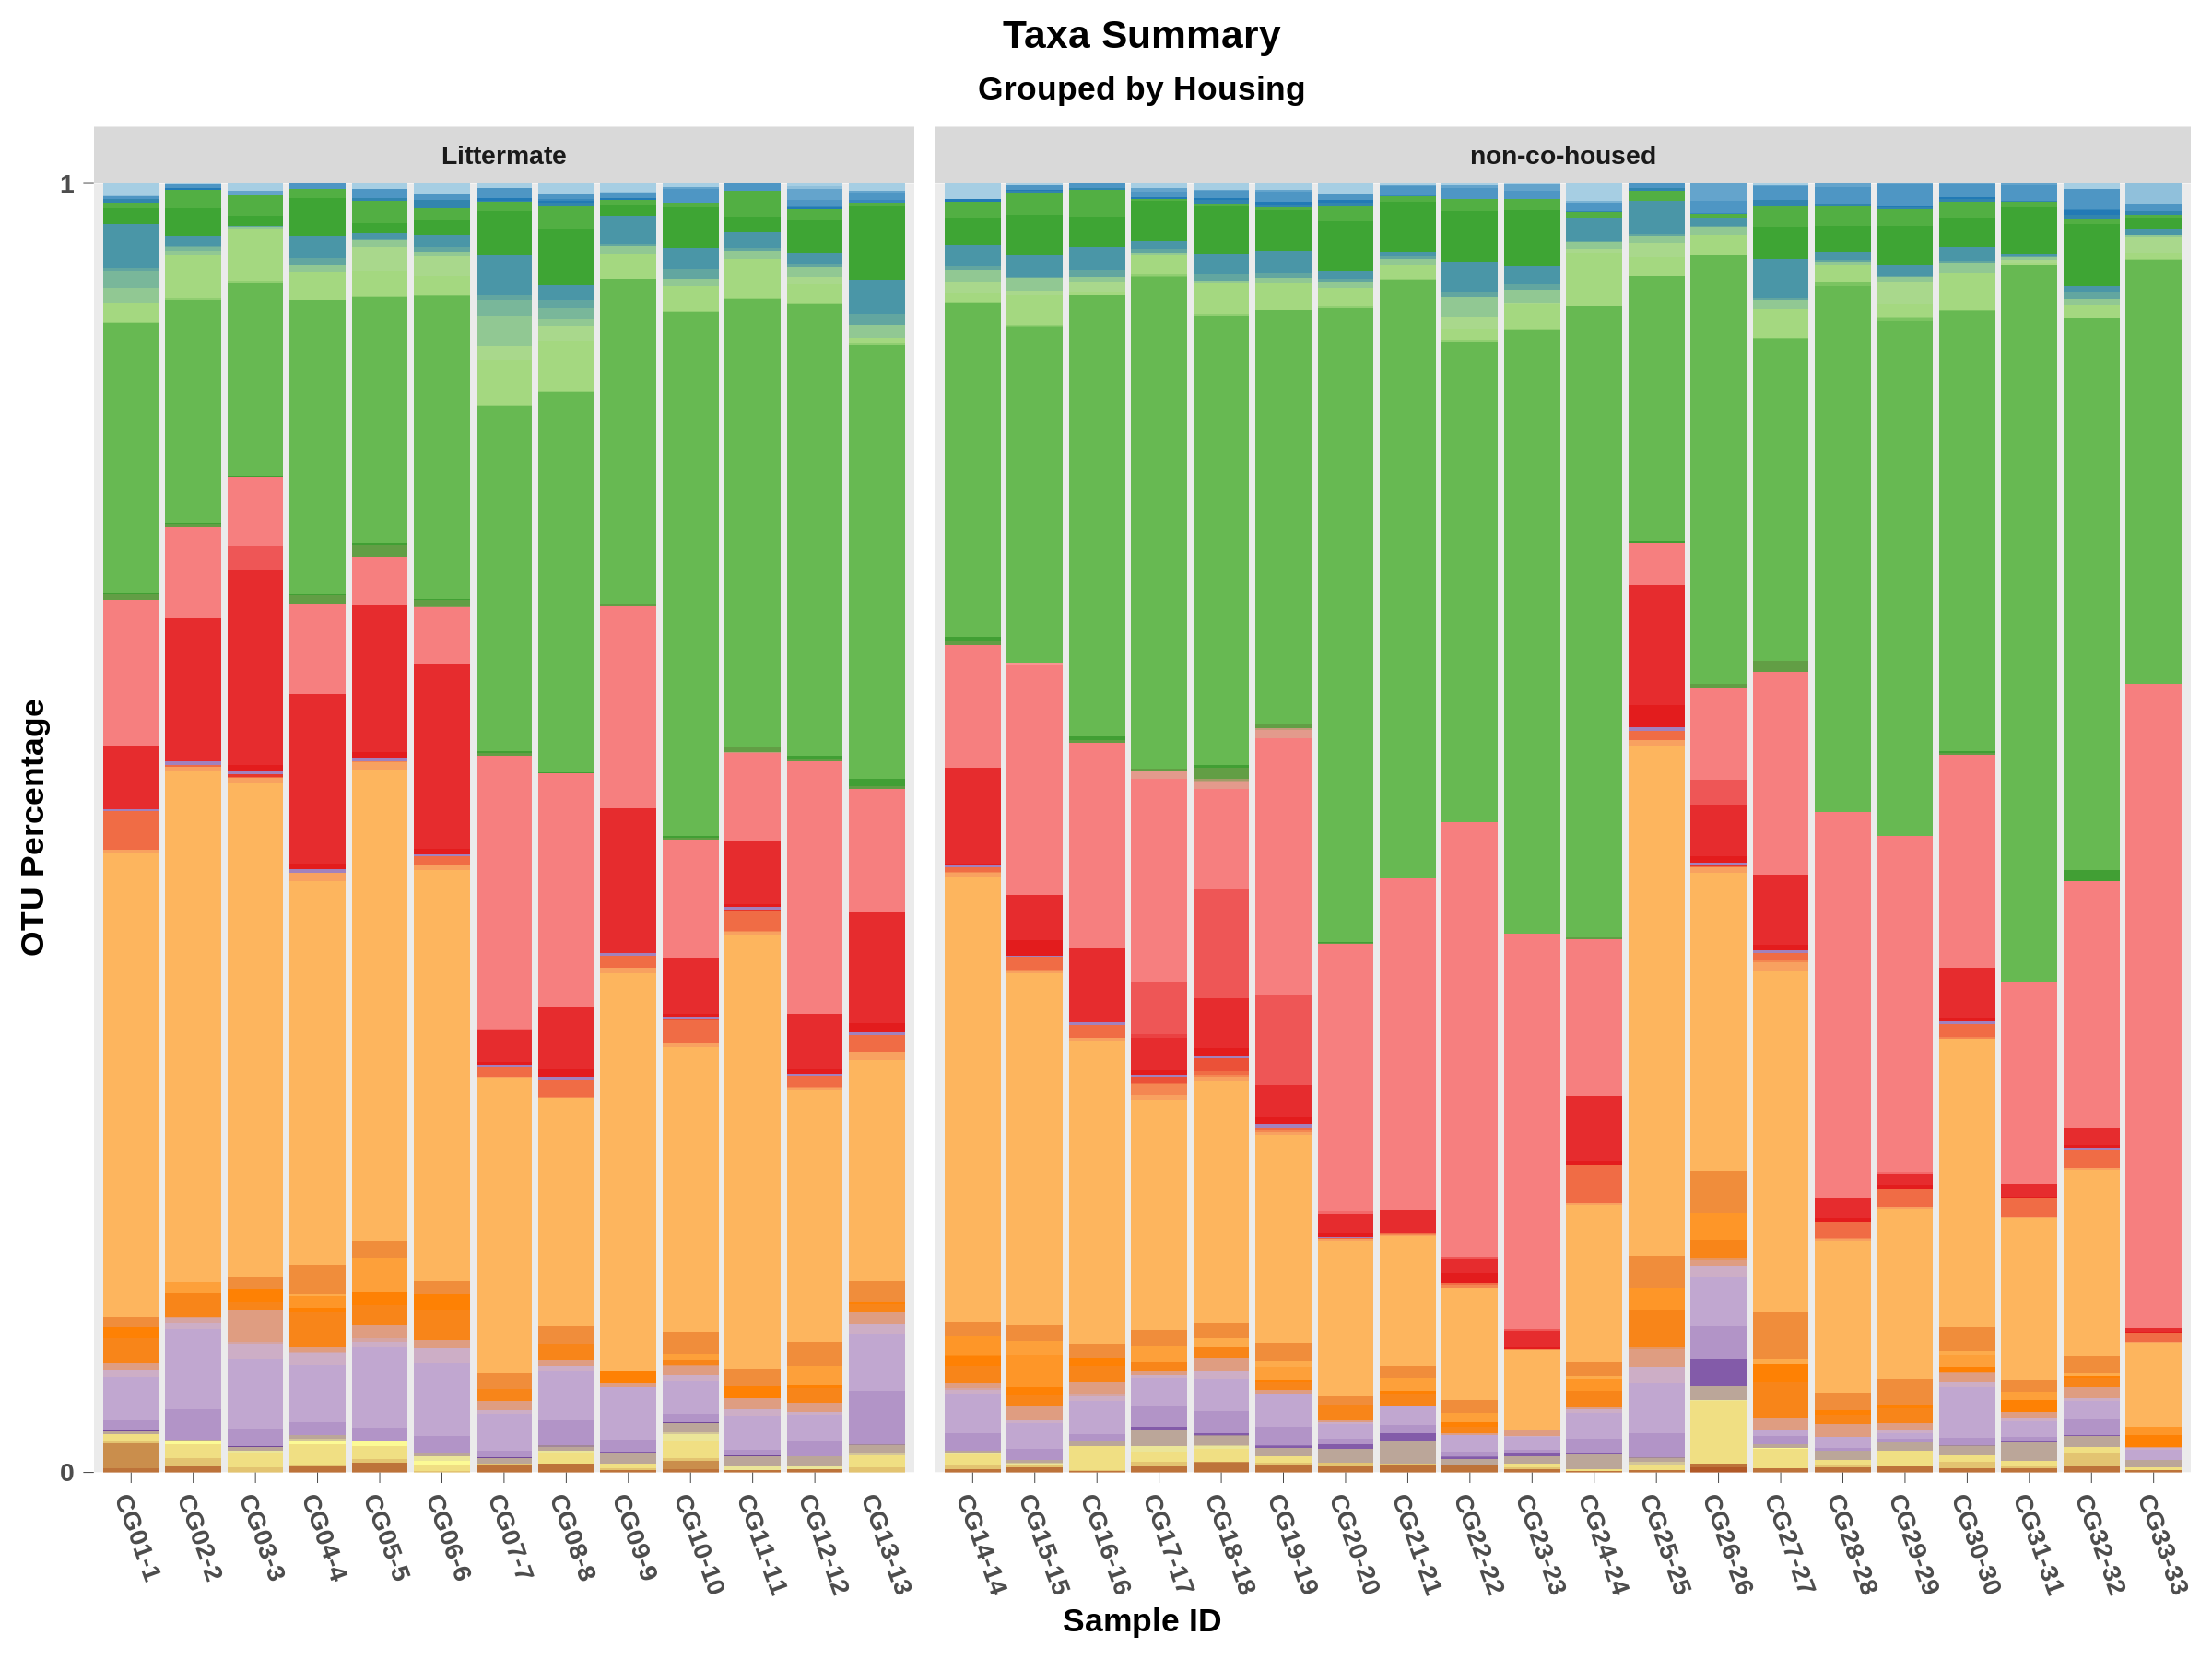 Taxa Summary
Grouped by Housing
Littermate
non-co-housed
1
0
OTU Percentage
CG01-1
CG02-2
CG03-3
CG04-4
CG05-5
CG06-6
CG07-7
CG08-8
CG09-9
CG10-10
CG11-11
CG12-12
CG13-13
CG14-14
CG15-15
CG16-16
CG17-17
CG18-18
CG19-19
CG20-20
CG21-21
CG22-22
CG23-23
CG24-24
CG25-25
CG26-26
CG27-27
CG28-28
CG29-29
CG30-30
CG31-31
CG32-32
CG33-33
Sample ID